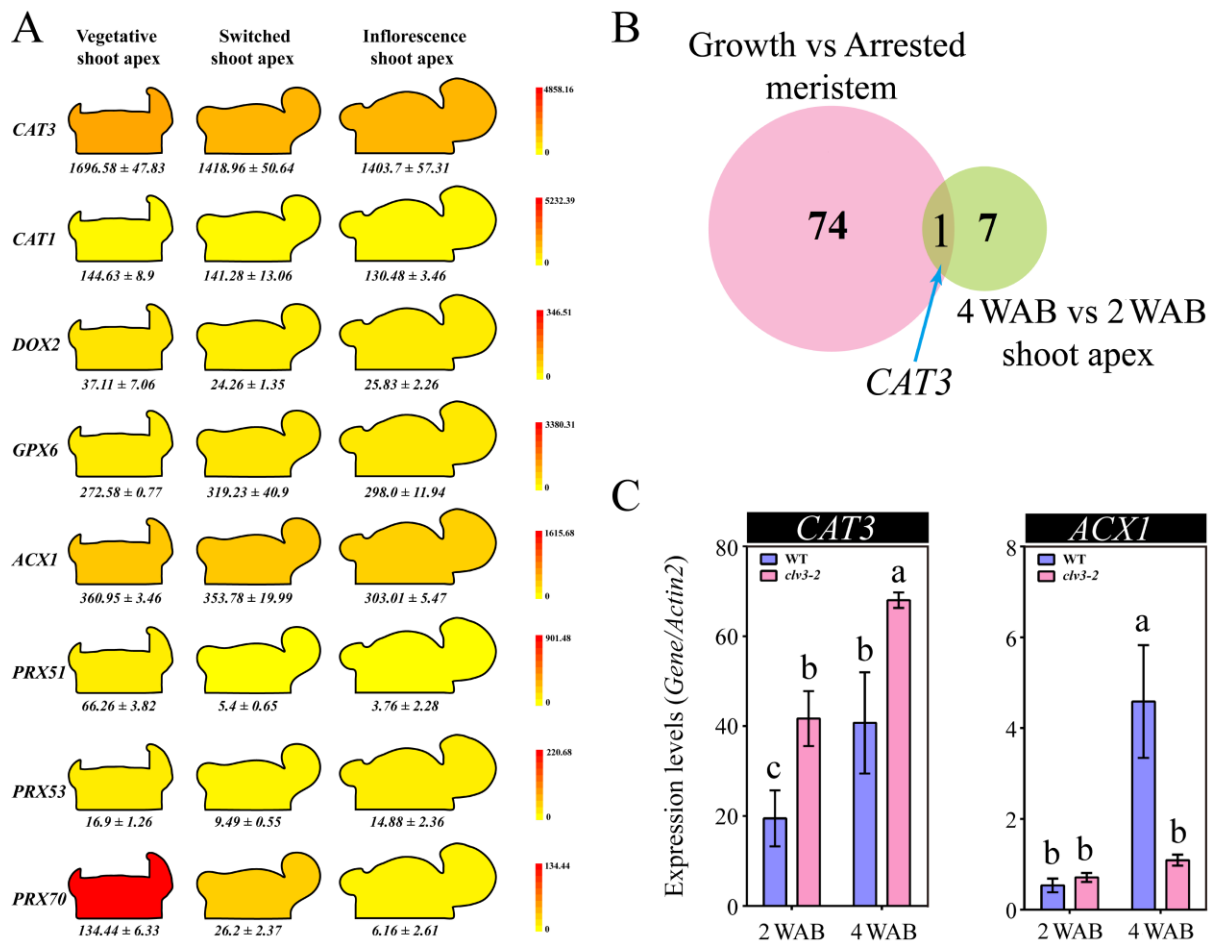 A
Vegetative shoot apex
Switched shoot apex
Inflorescence shoot apex
CAT3
1696.58 ± 47.83
1418.96 ± 50.64
1403.7 ± 57.31
4858.16
0
CAT1
144.63 ± 8.9
141.28 ± 13.06
130.48 ± 3.46
5232.39
0
DOX2
37.11 ± 7.06
24.26 ± 1.35
25.83 ± 2.26
346.51
0
GPX6
272.58 ± 0.77
319.23 ± 40.9
298.0 ± 11.94
3380.31
0
ACX1
360.95 ± 3.46
353.78 ± 19.99
303.01 ± 5.47
1615.68
0
PRX51
66.26 ± 3.82
5.4 ± 0.65
3.76 ± 2.28
901.48
0
PRX53
16.9 ± 1.26
9.49 ± 0.55
14.88 ± 2.36
220.68
0
PRX70
134.44 ± 6.33
26.2 ± 2.37
6.16 ± 2.61
134.44
0
B
Growth vs Arrested
meristem
74
1
7
4 WAB vs 2 WAB
shoot apex
CAT3
C
Expression levels (Gene/Actin2)
CAT3
WT
clv3-2
80
60
40
20
0
c
b
b
a
2 WAB
4 WAB
ACX1
WT
clv3-2
8
6
4
2
0
b
b
a
b
2 WAB
4 WAB